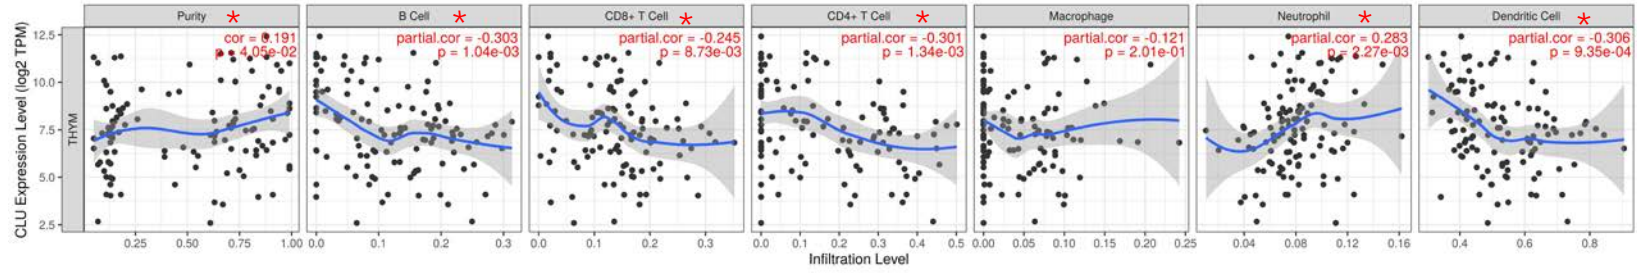 Purity *
B Cell *
CD8+ T Cell *
CD4+ T Cell *
Macrophage
Neutrophil *
Dendritic Cell *
cor = 0.191
p = 4.05e-02
partial.cor = -0.303
p = 1.04e-03
partial.cor = -0.245
p = 8.73e-03
partial.cor = -0.301
p = 1.34e-03
partial.cor = -0.121
p = 2.01e-01
partial.cor = 0.283
p = 2.27e-03
partial.cor = -0.306
p = 9.35e-04
CLU Expression Level (log2 TPM)
THYM
12.5
10.0
7.5
5.0
2.5
0.25 0.50 0.75 1.00
0.0 0.1 0.2 0.3
0.0 0.1 0.2 0.3
0.0 0.1 0.2 0.3 0.4 0.5
0.00 0.05 0.10 0.15 0.20 0.25
0.04 0.08 0.12 0.16
0.4 0.6 0.8
Infiltration Level